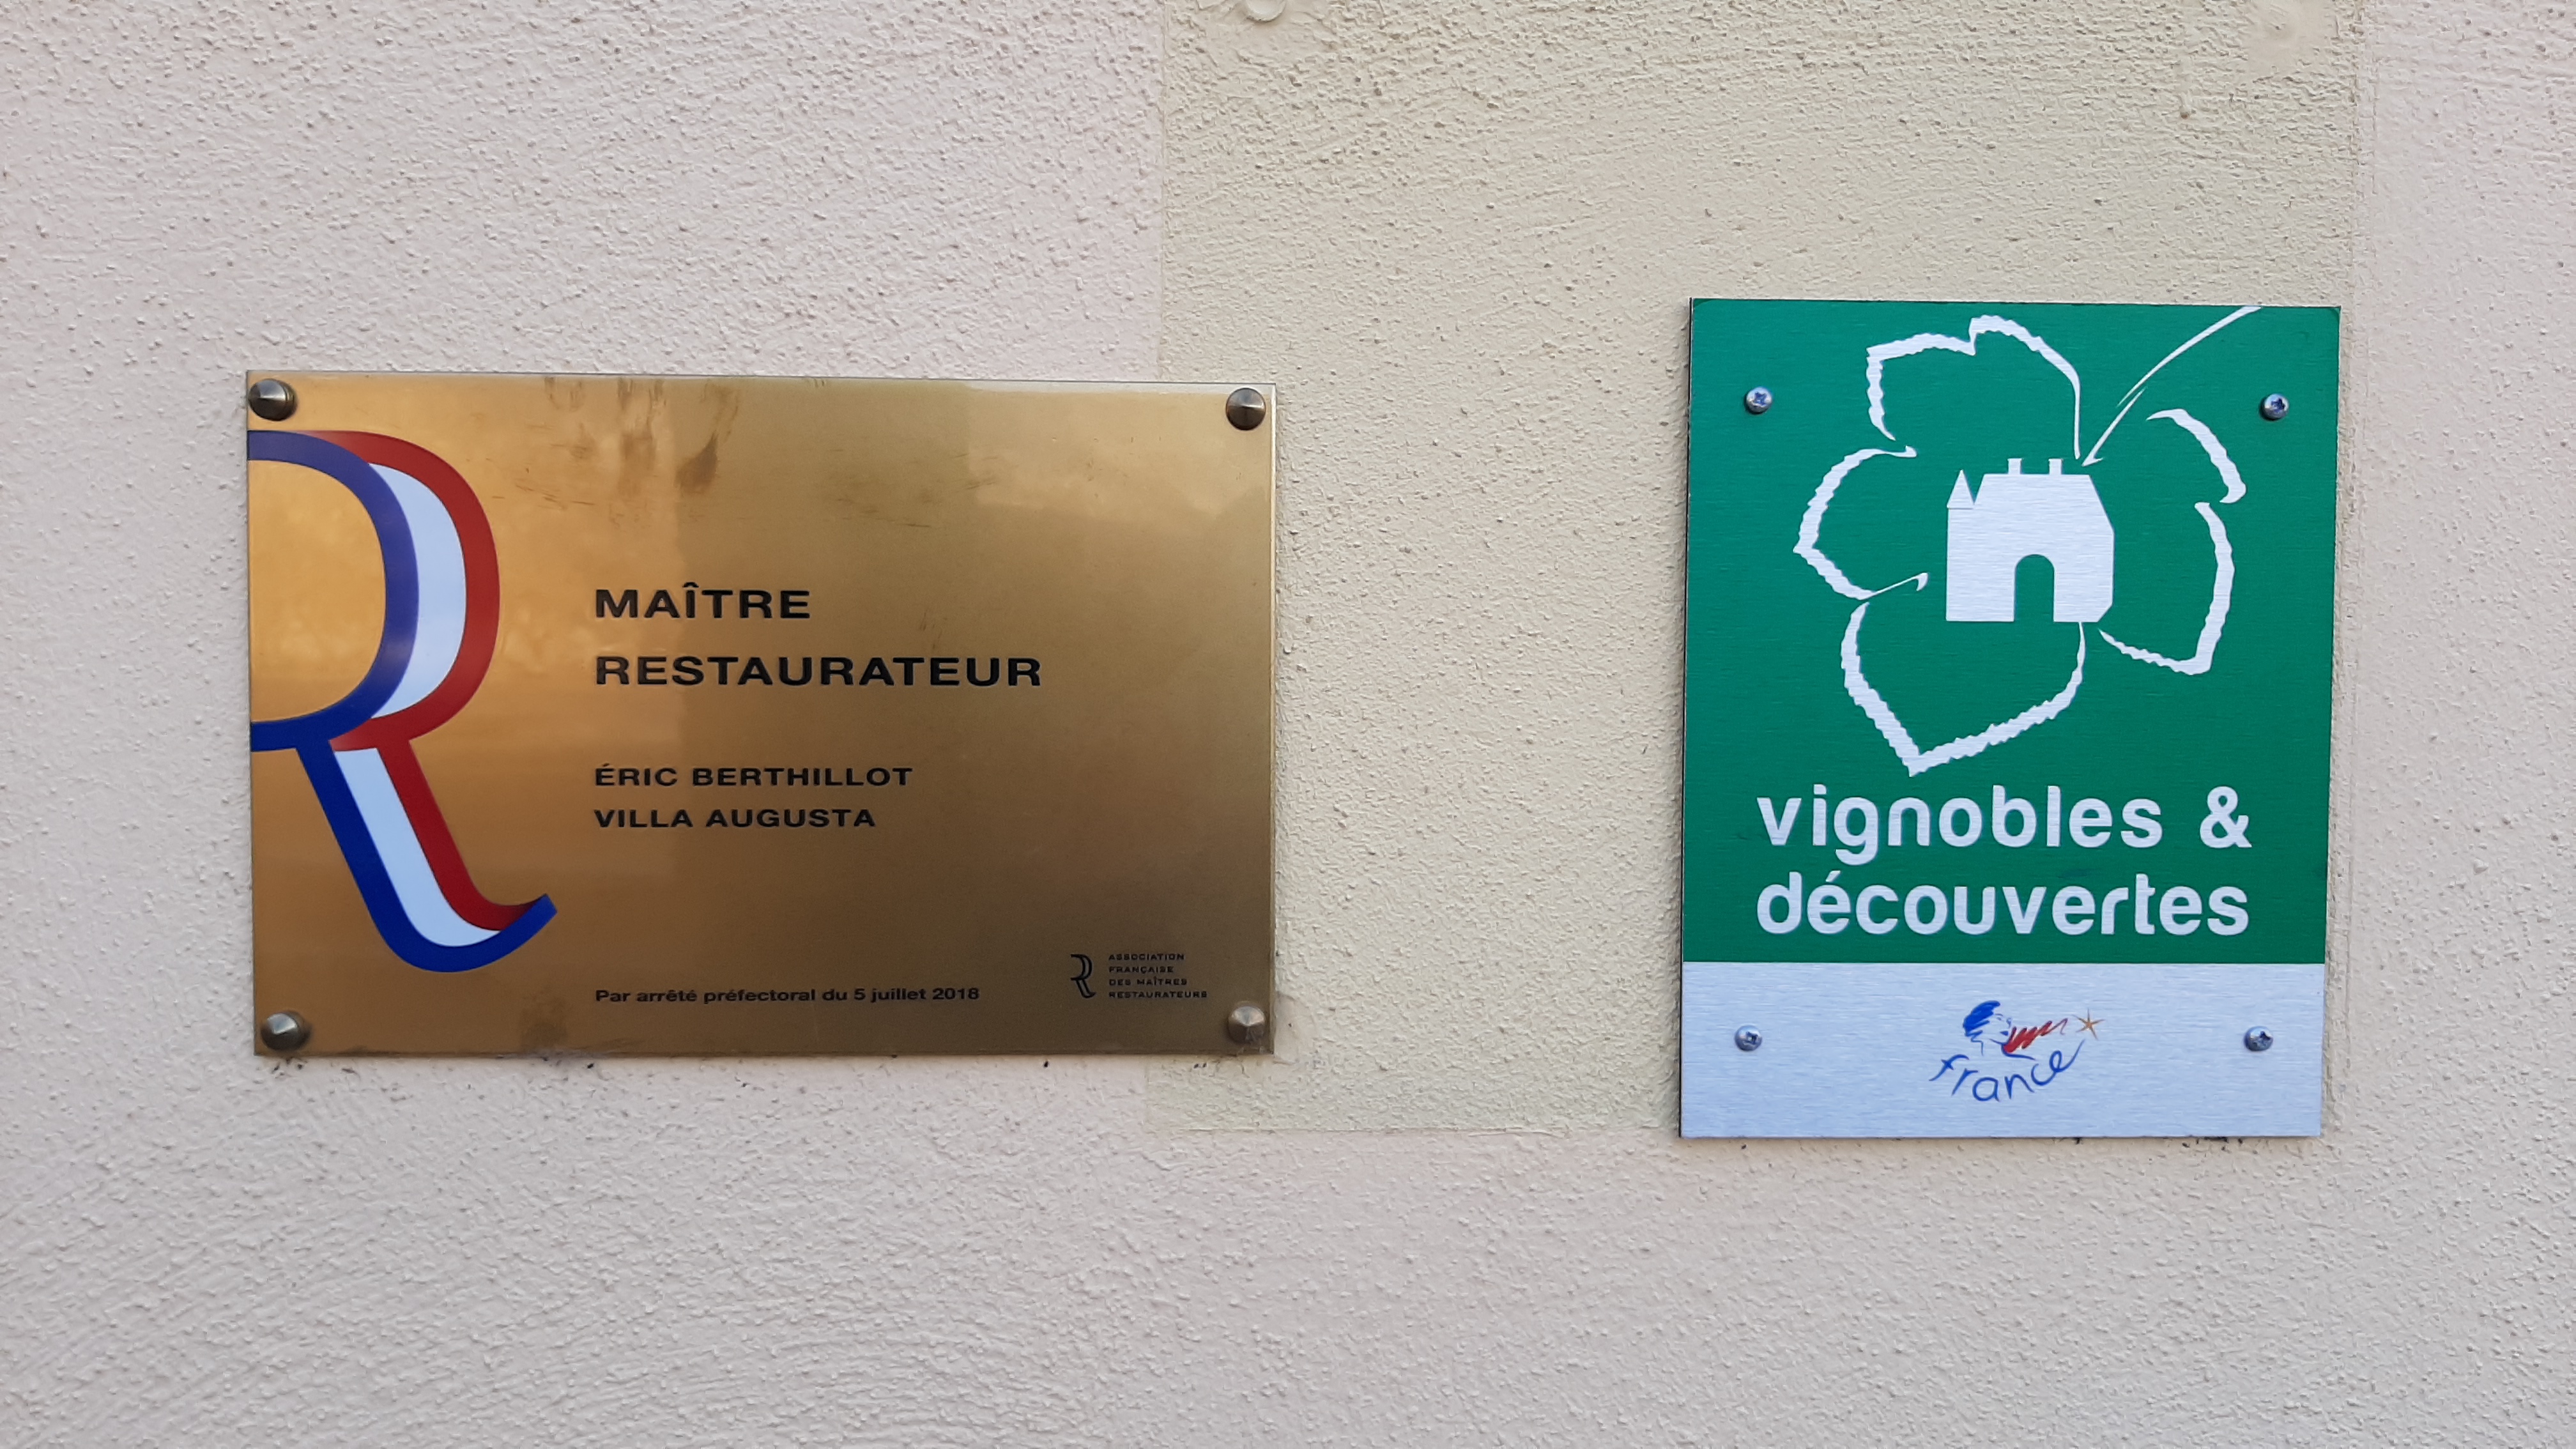 MAÎTRE
RESTAURATEUR
ÉRIC BERTHILLOT
VILLA AUGUSTA
Par arrêté préfectoral du 5 juillet 2018
R
ASSOCIATION
FRANÇAISE
DES MAÎTRES
RESTAURATEURS
vignobles &
découvertes
france